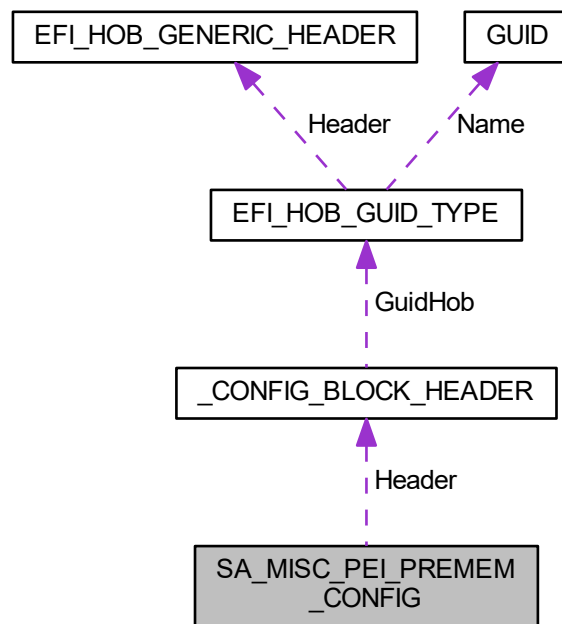 EFI_HOB_GENERIC_HEADER
GUID
Header
Name
EFI_HOB_GUID_TYPE
GuidHob
_CONFIG_BLOCK_HEADER
Header
SA_MISC_PEI_PREMEM
_CONFIG